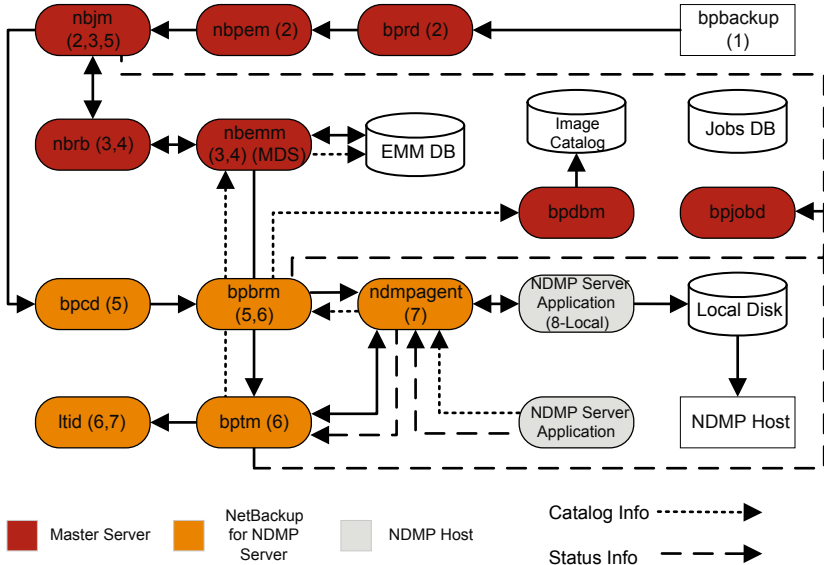 nbjm
(2,3,5)
nbpem (2)
bprd (2)
bpbackup
(1)
nbrb (3,4)
nbemm
(3,4) (MDS)
EMM DB
Image
Catalog
Jobs DB
bpdbm
bpjobd
bpcd (5)
bpbrm
(5,6)
ndmpagent
(7)
NDMP Server
Application
(8-Local)
Local Disk
ltid (6,7)
bptm (6)
NDMP Server
Application
NDMP Host
Master Server
NetBackup
for NDMP
Server
NDMP Host
Catalog Info
Status Info